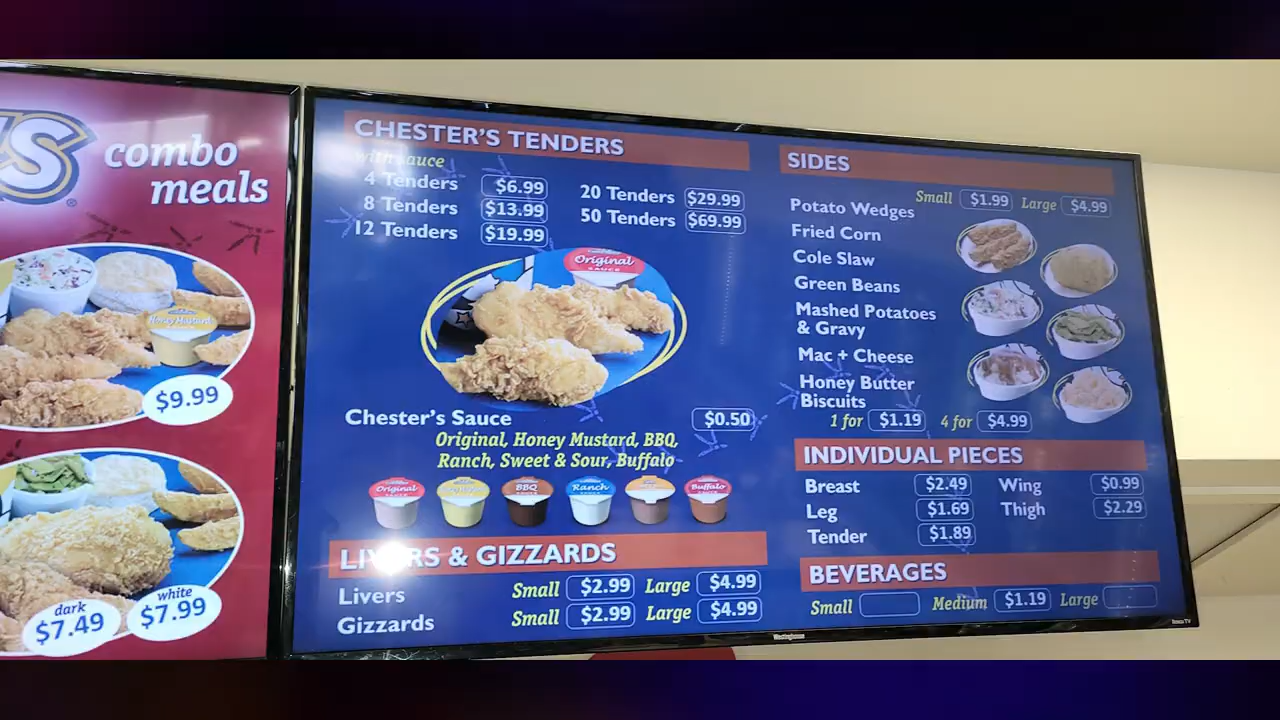 combo
meals
$9.99
dark
$7.49
white
$7.99
CHESTER'S TENDERS
with sauce
4 Tenders $6.99
8 Tenders $13.99
12 Tenders $19.99
20 Tenders $29.99
50 Tenders $69.99
Original
SAUCE
Chester's Sauce $0.50
Original, Honey Mustard, BBQ,
Ranch, Sweet & Sour, Buffalo
Original
BBQ
Ranch
Buffalo
LIVERS & GIZZARDS
Livers Small $2.99 Large $4.99
Gizzards Small $2.99 Large $4.99
SIDES
Small $1.99 Large $4.99
Potato Wedges
Fried Corn
Cole Slaw
Green Beans
Mashed Potatoes
& Gravy
Mac + Cheese
Honey Butter
Biscuits
1 for $1.19 4 for $4.99
INDIVIDUAL PIECES
Breast $2.49 Wing $0.99
Leg $1.69 Thigh $2.29
Tender $1.89
BEVERAGES
Small Medium $1.19 Large
Westinghouse
Roku TV
Honey Mustard